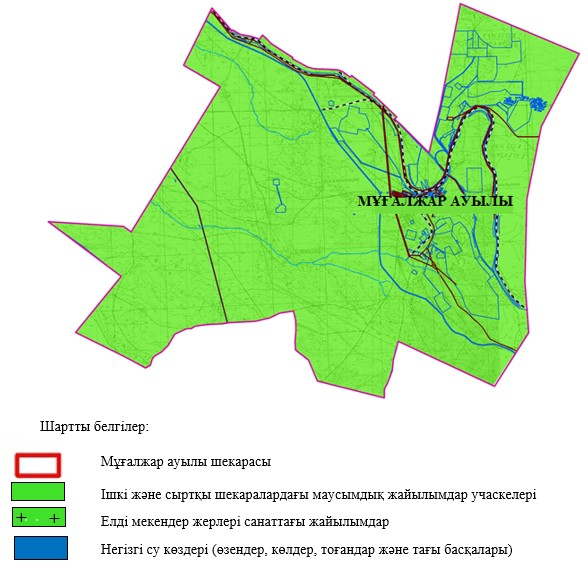 МҰҒАЛЖАР АУЫЛЫ
Шартты белгілер:
Мұғалжар ауылы шекарасы
Ішкі және сыртқы шекаралардағы маусымдық жайылымдар учаскелері
Елді мекендер жерлері санаттағы жайылымдар
Негізгі су көздері (өзендер, көлдер, тоғандар және тағы басқалары)